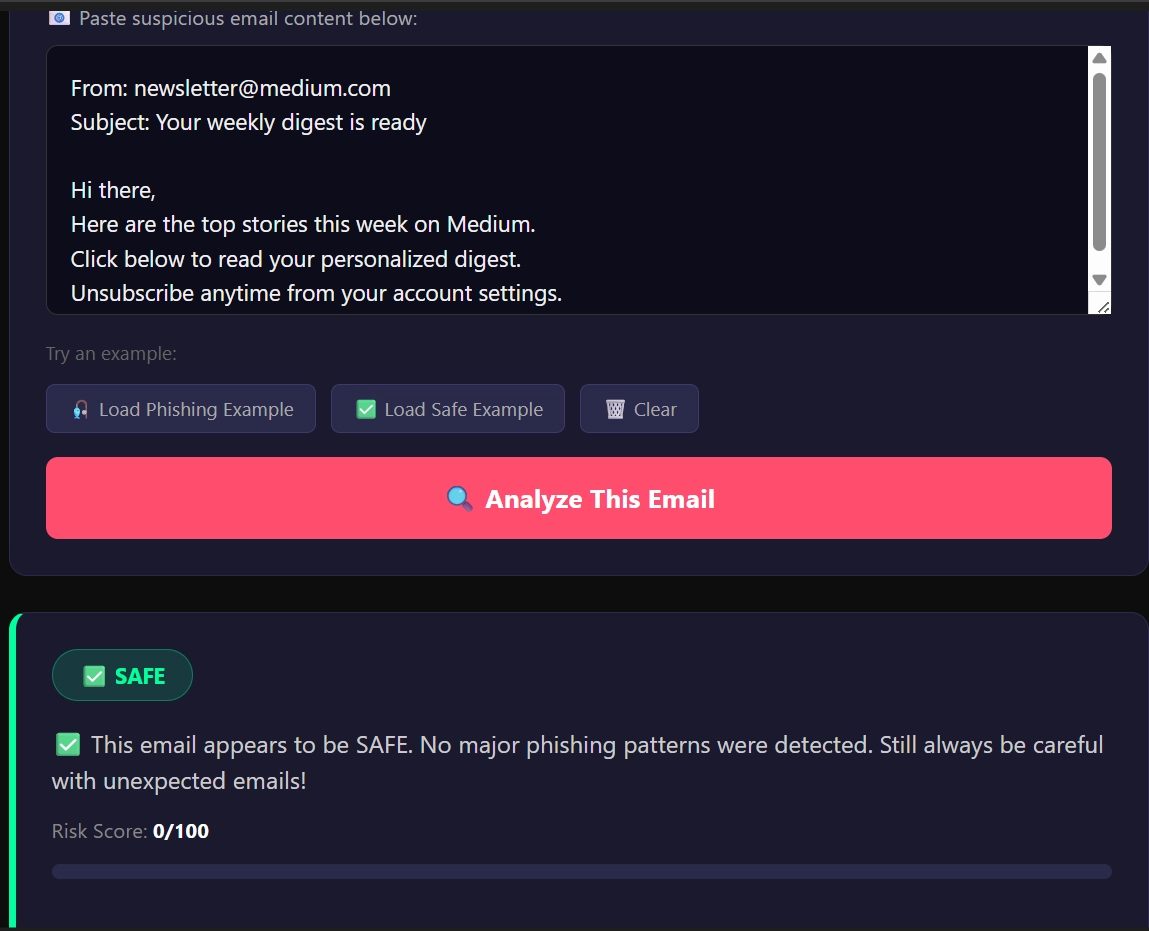 Paste suspicious email content below:
From: newsletter@medium.com
Subject: Your weekly digest is ready
Hi there,
Here are the top stories this week on Medium.
Click below to read your personalized digest.
Unsubscribe anytime from your account settings.
Try an example:
Load Phishing Example
Load Safe Example
Clear
Analyze This Email
SAFE
This email appears to be SAFE. No major phishing patterns were detected. Still always be careful
with unexpected emails!
Risk Score: 0/100